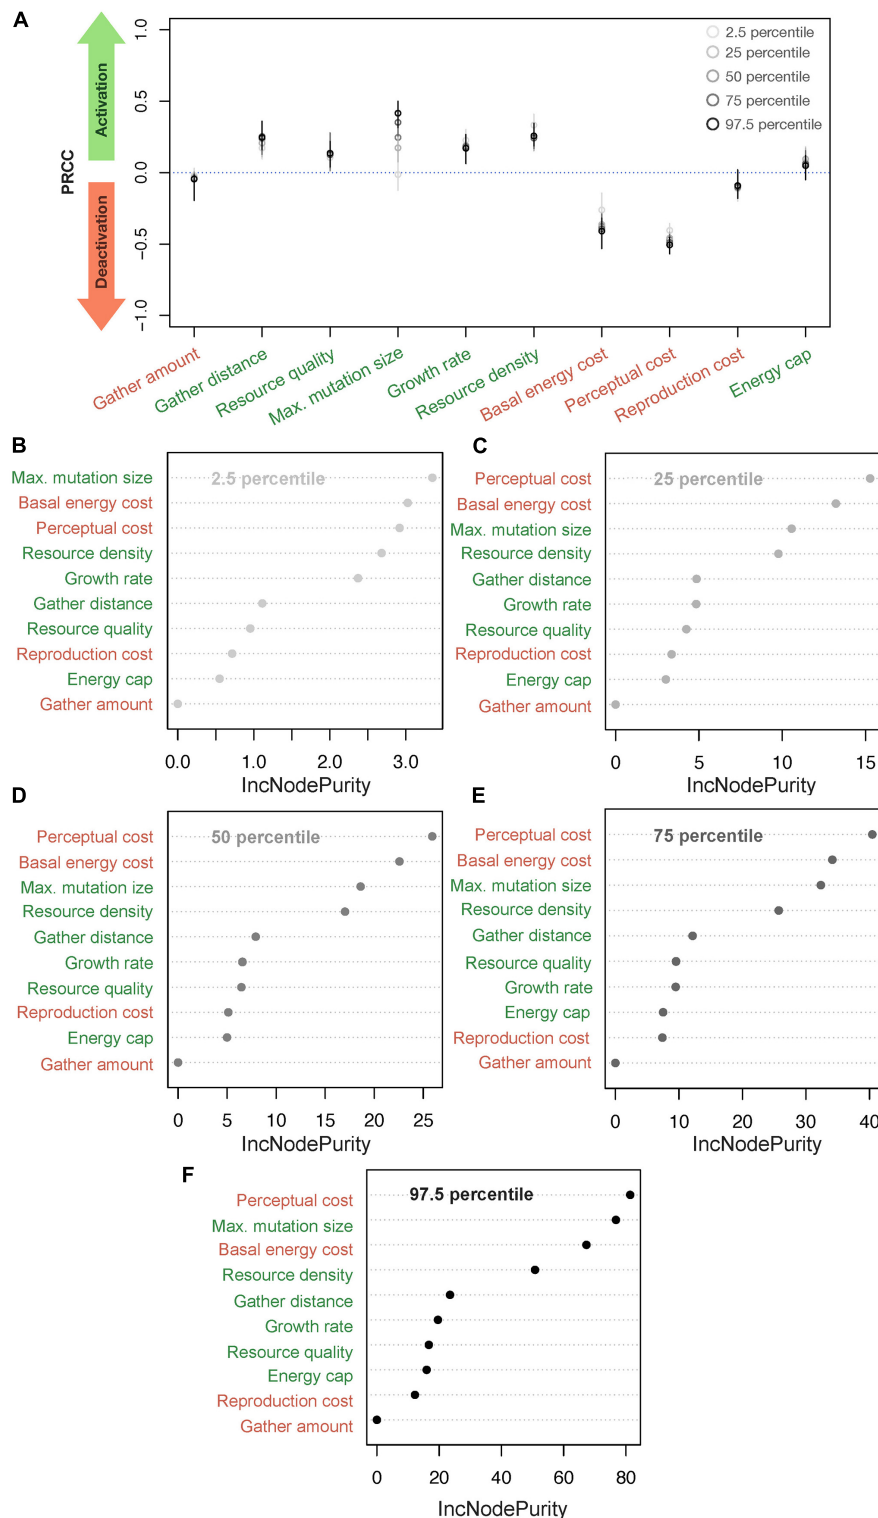 A
Activation
Deactivation
PRCC
1.0
0.5
0.0
−0.5
−1.0
2.5 percentile
25 percentile
50 percentile
75 percentile
97.5 percentile
Gather amount
Gather distance
Resource quality
Max. mutation size
Growth rate
Resource density
Basal energy cost
Perceptual cost
Reproduction cost
Energy cap
B
2.5 percentile
Max. mutation size
Basal energy cost
Perceptual cost
Resource density
Growth rate
Gather distance
Resource quality
Reproduction cost
Energy cap
Gather amount
0.0 1.0 2.0 3.0
IncNodePurity
C
25 percentile
Perceptual cost
Basal energy cost
Max. mutation size
Resource density
Gather distance
Growth rate
Resource quality
Reproduction cost
Energy cap
Gather amount
0 5 10 15
IncNodePurity
D
50 percentile
Perceptual cost
Basal energy cost
Max. mutation ize
Resource density
Gather distance
Growth rate
Resource quality
Reproduction cost
Energy cap
Gather amount
0 5 10 15 20 25
IncNodePurity
E
75 percentile
Perceptual cost
Basal energy cost
Max. mutation size
Resource density
Gather distance
Resource quality
Growth rate
Energy cap
Reproduction cost
Gather amount
0 10 20 30 40
IncNodePurity
F
97.5 percentile
Perceptual cost
Max. mutation size
Basal energy cost
Resource density
Gather distance
Growth rate
Resource quality
Energy cap
Reproduction cost
Gather amount
0 20 40 60 80
IncNodePurity